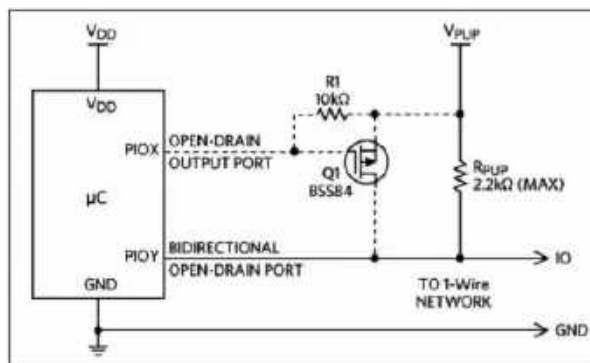 VDD
VPUP
R1
10kΩ
VDD
PIOX
OPEN-DRAIN
OUTPUT PORT
Q1
BSS84
RPUP
2.2kΩ (MAX)
µC
PIOY
BIDIRECTIONAL
OPEN-DRAIN PORT
IO
GND
TO 1-Wire
NETWORK
GND